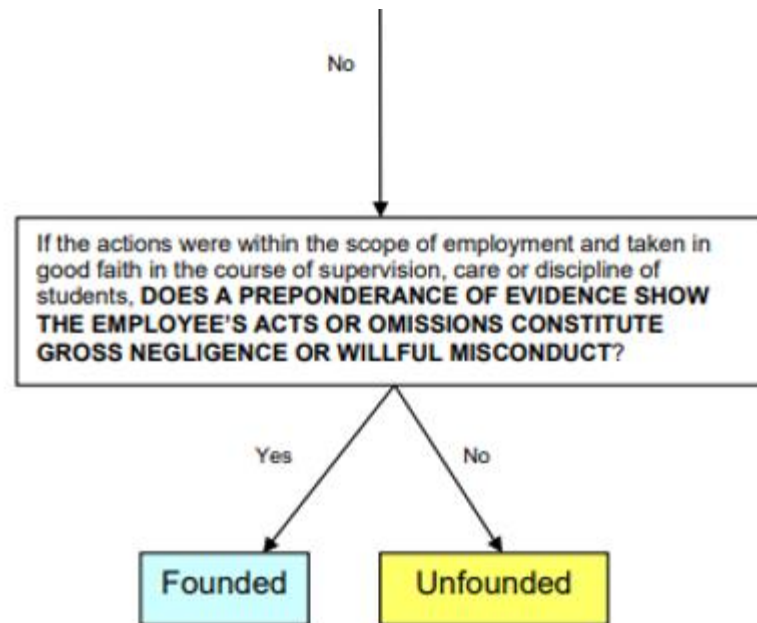 No
If the actions were within the scope of employment and taken in
good faith in the course of supervision, care or discipline of
students, DOES A PREPONDERANCE OF EVIDENCE SHOW
THE EMPLOYEE'S ACTS OR OMISSIONS CONSTITUTE
GROSS NEGLIGENCE OR WILLFUL MISCONDUCT?
Yes
No
Founded
Unfounded